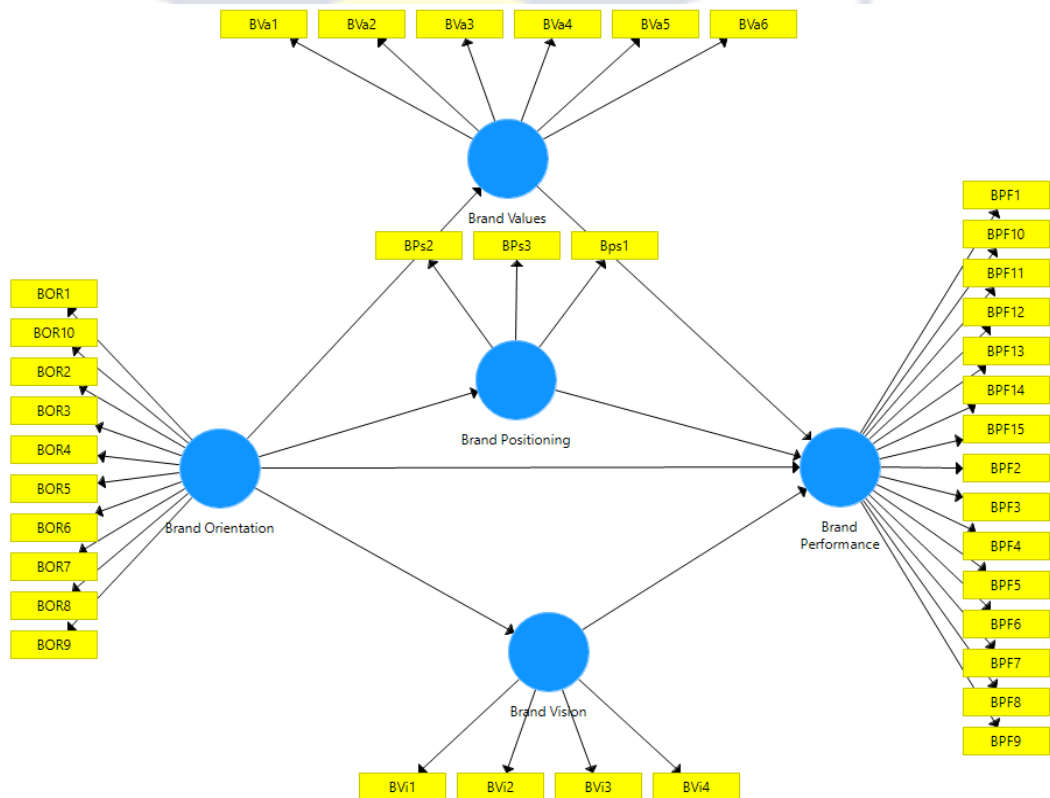 BVa1 BVa2 BVa3 BVa4 BVa5 BVa6
Brand Values
BPs2 BPs3 Bps1
Brand Positioning
BOR1
BOR10
BOR2
BOR3
BOR4
BOR5
BOR6
BOR7
BOR8
BOR9
Brand Orientation
BPF1
BPF10
BPF11
BPF12
BPF13
BPF14
BPF15
BPF2
BPF3
BPF4
BPF5
BPF6
BPF7
BPF8
BPF9
Brand
Performance
Brand Vision
BVi1 BVi2 BVi3 BVi4